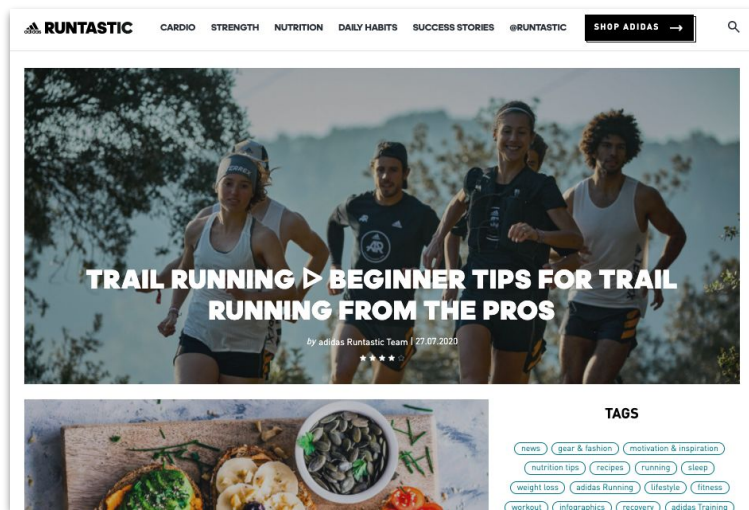 adidas RUNTASTIC
CARDIO STRENGTH NUTRITION DAILY HABITS SUCCESS STORIES @RUNTASTIC SHOP ADIDAS →
TRAIL RUNNING ▷ BEGINNER TIPS FOR TRAIL
RUNNING FROM THE PROS
by adidas Runtastic Team | 27.07.2020
TAGS
news gear & fashion motivation & inspiration
nutrition tips recipes running sleep
weight loss adidas Running lifestyle fitness
workout infographics recovery adidas Training